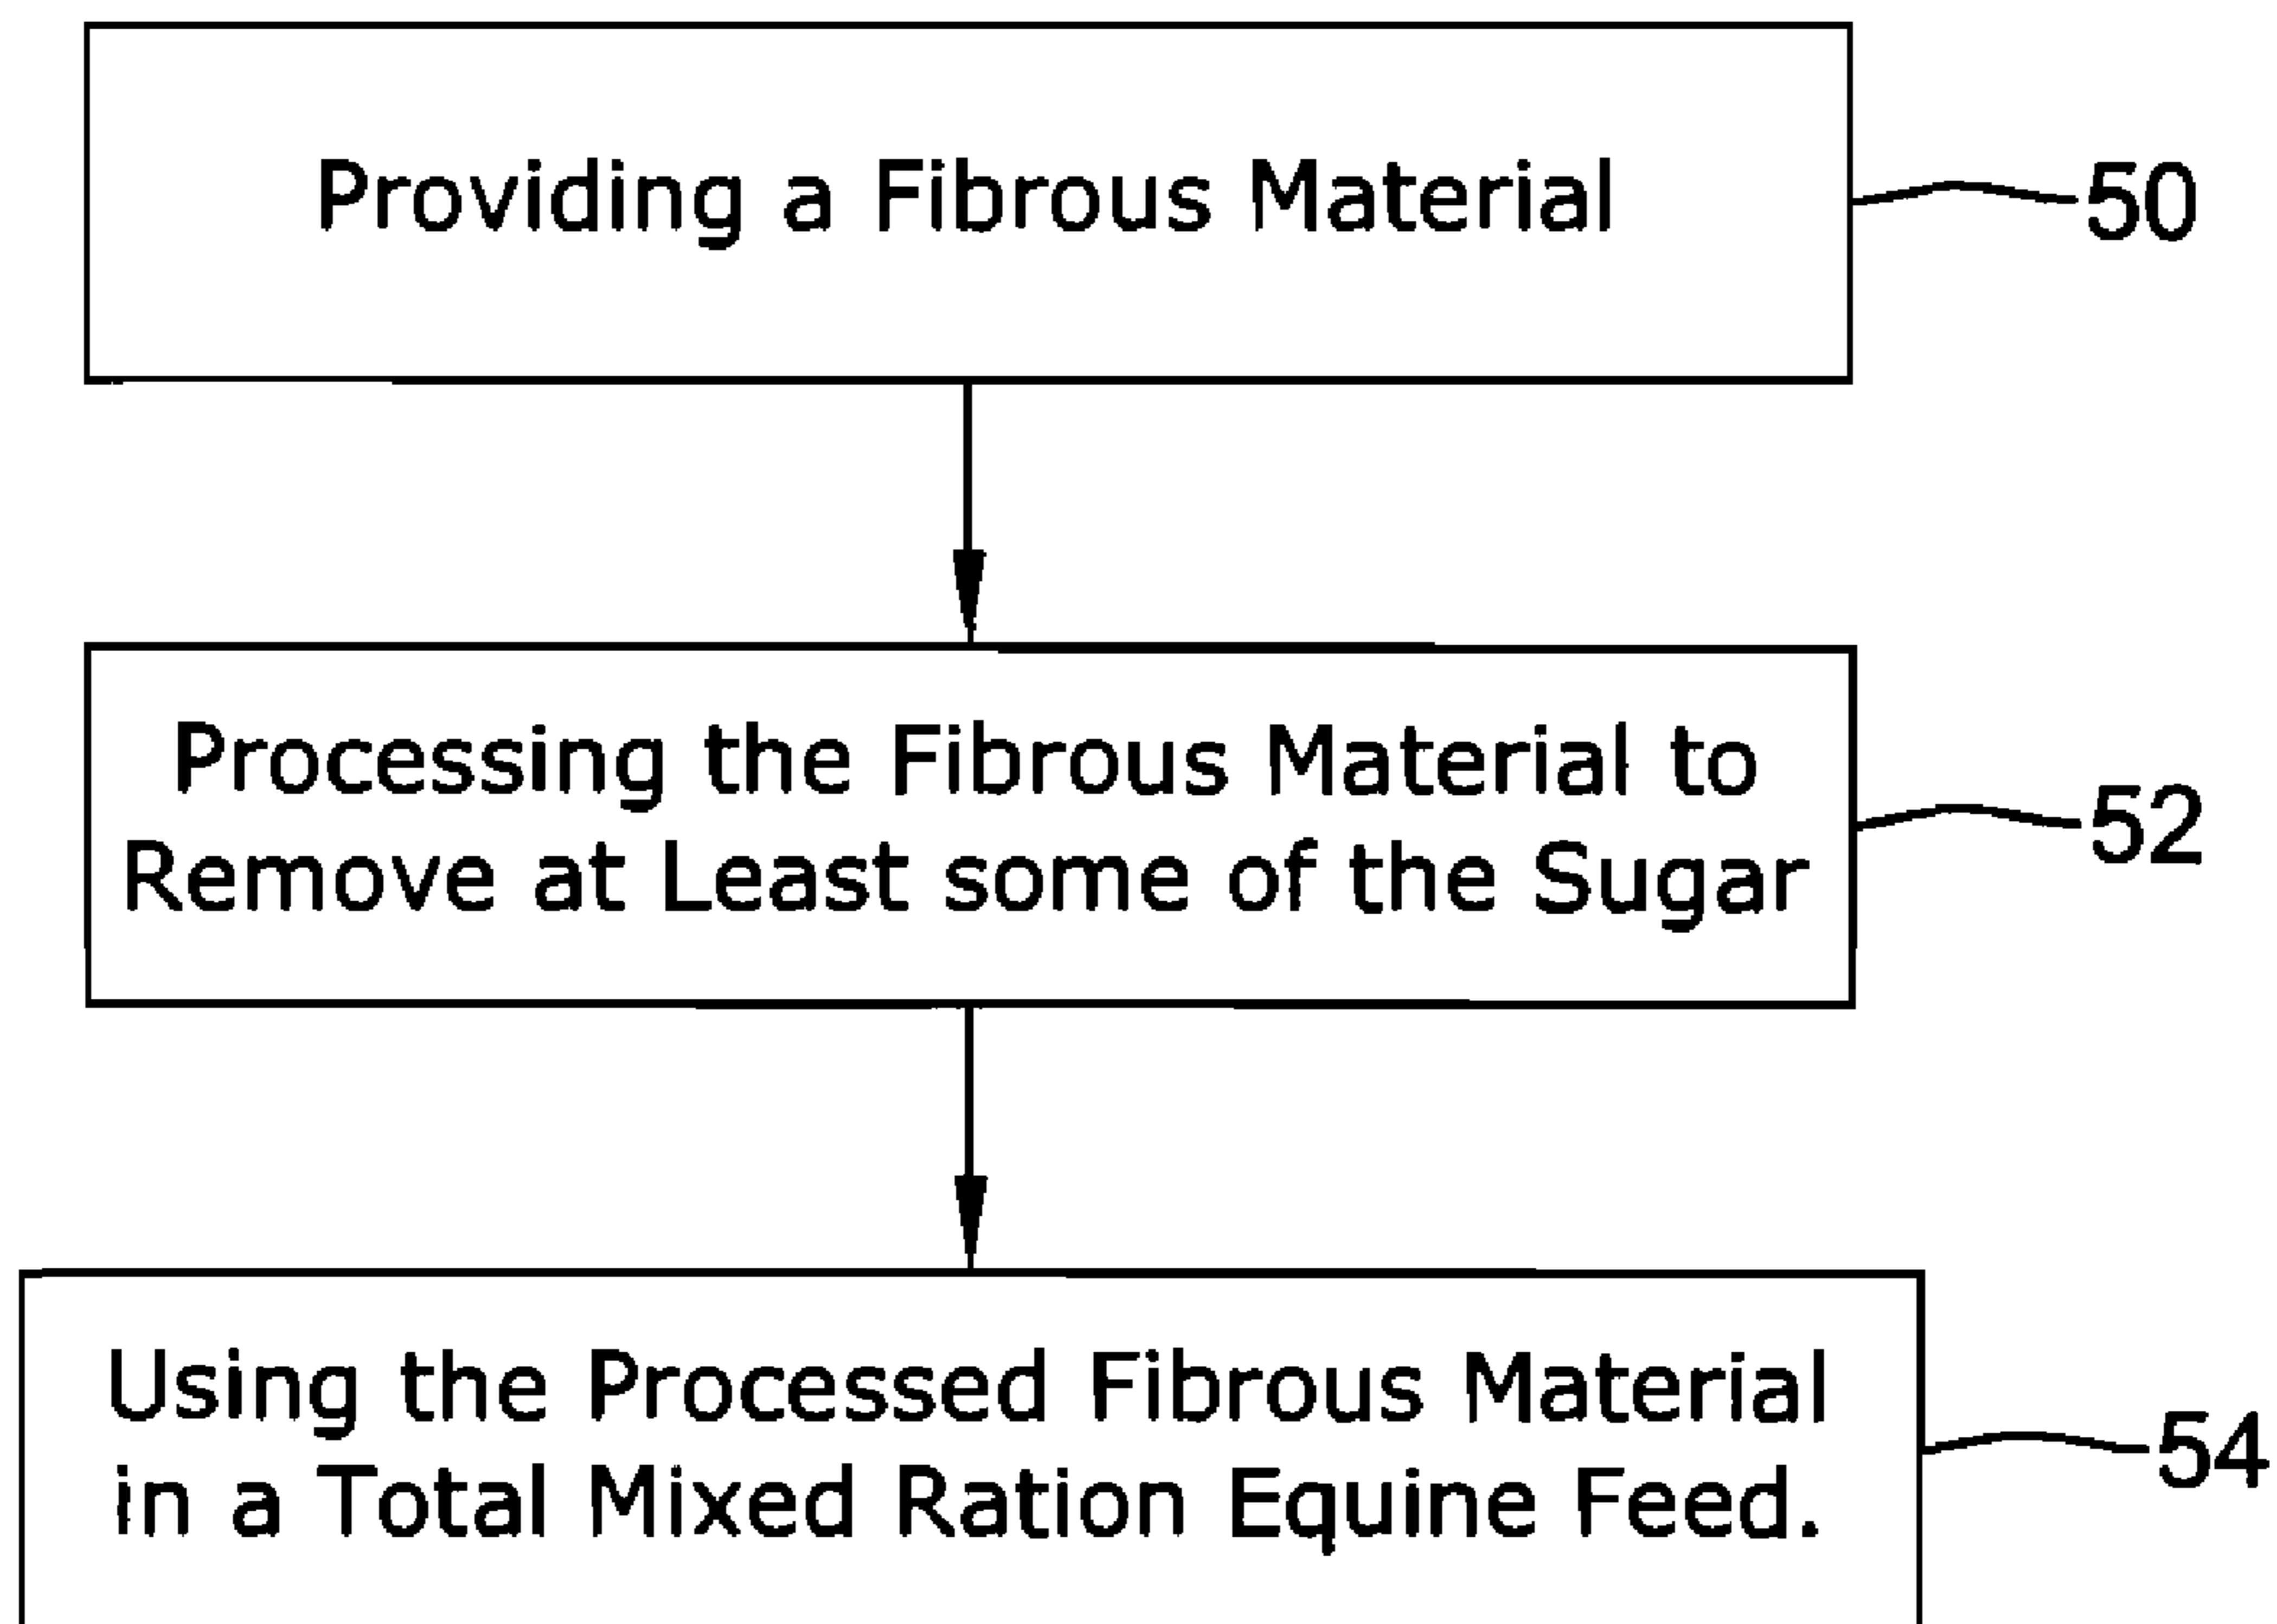 Providing a Fibrous Material
50
Processing the Fibrous Material to
Remove at Least some of the Sugar
52
Using the Processed Fibrous Material
in a Total Mixed Ration Equine Feed.
54